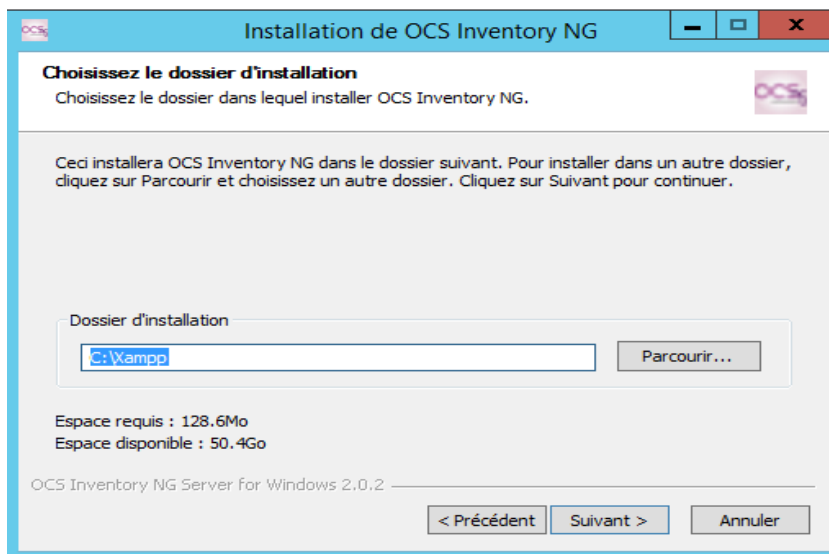 OCS
Installation de OCS Inventory NG
Choisissez le dossier d'installation
Choisissez le dossier dans lequel installer OCS Inventory NG.
OCS
Ceci installera OCS Inventory NG dans le dossier suivant. Pour installer dans un autre dossier,
cliquez sur Parcourir et choisissez un autre dossier. Cliquez sur Suivant pour continuer.
Dossier d'installation
C:\Xampp
Parcourir...
Espace requis : 128.6Mo
Espace disponible : 50.4Go
OCS Inventory NG Server for Windows 2.0.2
< Précédent
Suivant >
Annuler